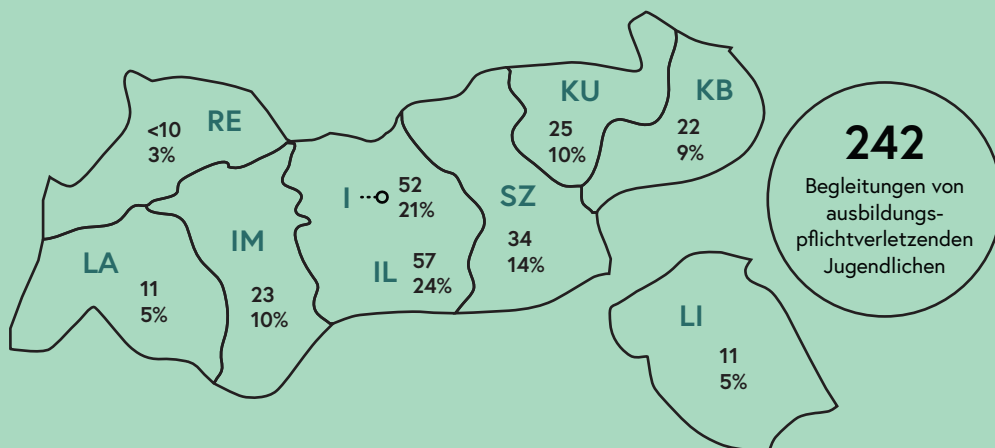 RE
<10
3%
LA
11
5%
IM
23
10%
I
52
21%
IL
57
24%
SZ
34
14%
KU
25
10%
KB
22
9%
LI
11
5%
242
Begleitungen von
ausbildungs-
pflichtverletzenden
Jugendlichen